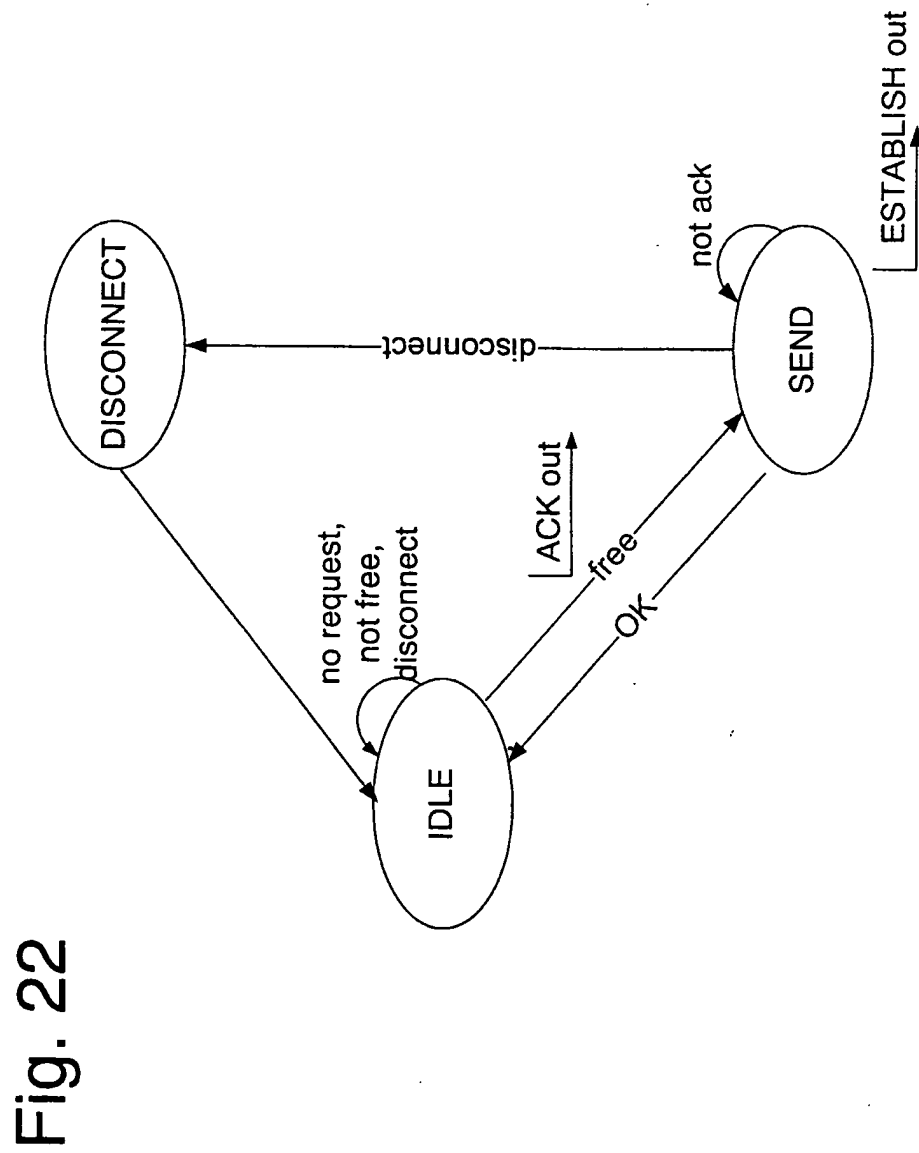 Fig. 22
DISCONNECT
no request,
not free,
disconnect
IDLE
disconnect
ACK out
free
OK
not ack
SEND
ESTABLISH out